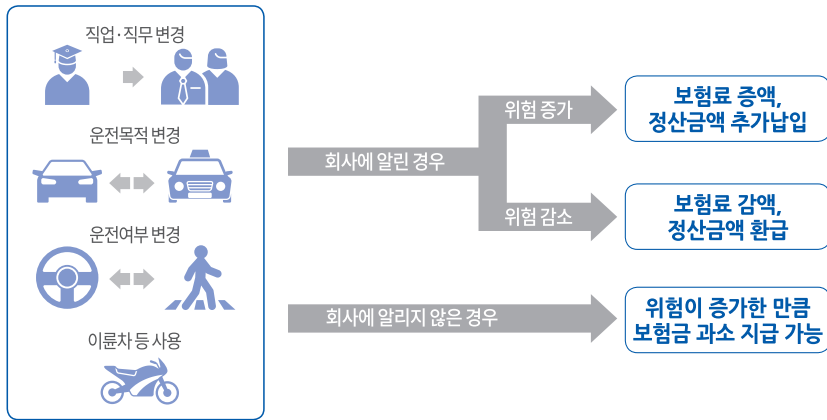 직업·직무 변경
운전목적 변경
운전여부 변경
이륜차 등 사용
회사에 알린 경우
위험 증가
보험료 증액,
정산금액 추가납입
위험 감소
보험료 감액,
정산금액 환급
회사에 알리지 않은 경우
위험이 증가한 만큼
보험금 과소 지급 가능